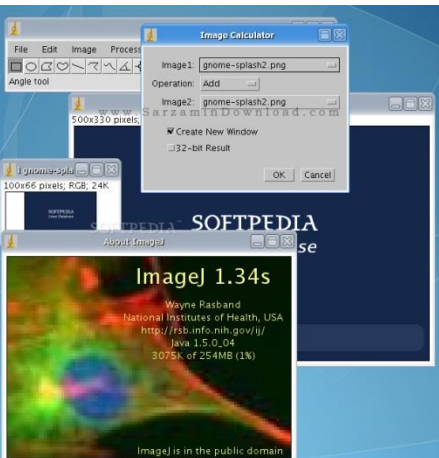 Image Calculator
File Edit Image Process
Angle tool
Image1: gnome-splash2.png
Operation: Add
Image2: gnome-splash2.png
Create New Window
32-bit Result
OK Cancel
www.SarzaminDownload.com
500x330 pixels;
100x66 pixels; RGB; 24K
SOFTPEDIA
SOFTPEDIA
se
About ImageJ
ImageJ 1.34s
Wayne Rasband
National Institutes of Health, USA
http://rsb.info.nih.gov/ij/
Java 1.5.0_04
3075K of 254MB (1%)
ImageJ is in the public domain